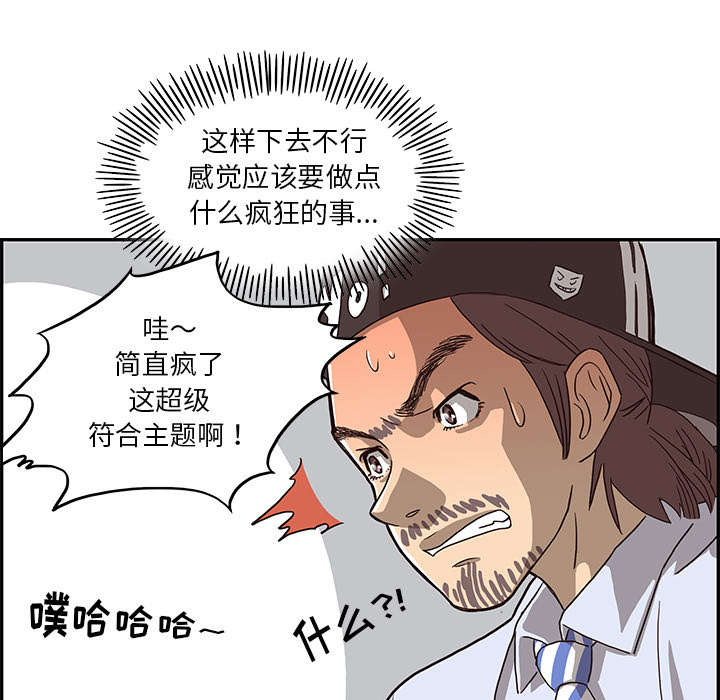 这样下去不行
感觉应该要做点
什么疯狂的事...
哇～
简直疯了
这超级
符合主题啊！
噗哈哈哈～
什么?!